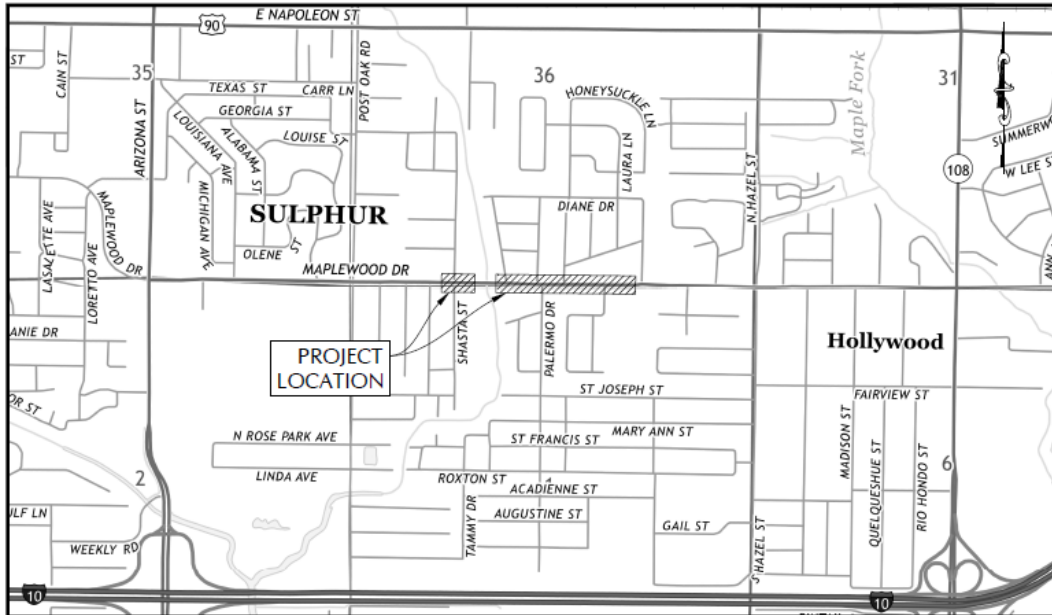 E NAPOLEON ST
90
ST
CAIN ST
35
ARIZONA ST
TEXAS ST
CARR LN
POST OAK RD
GEORGIA ST
LOUISIANA AVE
ALABAMA ST
LOUISE ST
MICHIGAN AVE
OLENE ST
SULPHUR
36
HONEYSUCKLE LN
LAURA LN
DIANE DR
N HAZEL ST
Maple Fork
31
108
SUMMERW
W LEE S
ANN
LASALETTE AVE
LORETTO AVE
MAPLEWOOD DR
MAPLEWOOD DR
ANIE DR
SHASTA ST
PALERMO DR
PROJECT
LOCATION
Hollywood
OR ST
ST JOSEPH ST
FAIRVIEW ST
N ROSE PARK AVE
MARY ANN ST
ST FRANCIS ST
LINDA AVE
ROXTON ST
ACADIENNE ST
AUGUSTINE ST
TAMMY DR
GAIL ST
S HAZEL ST
MADISON ST
QUELQUESHUE ST
RIO HONDO ST
6
2
ULF LN
WEEKLY RD
10
10